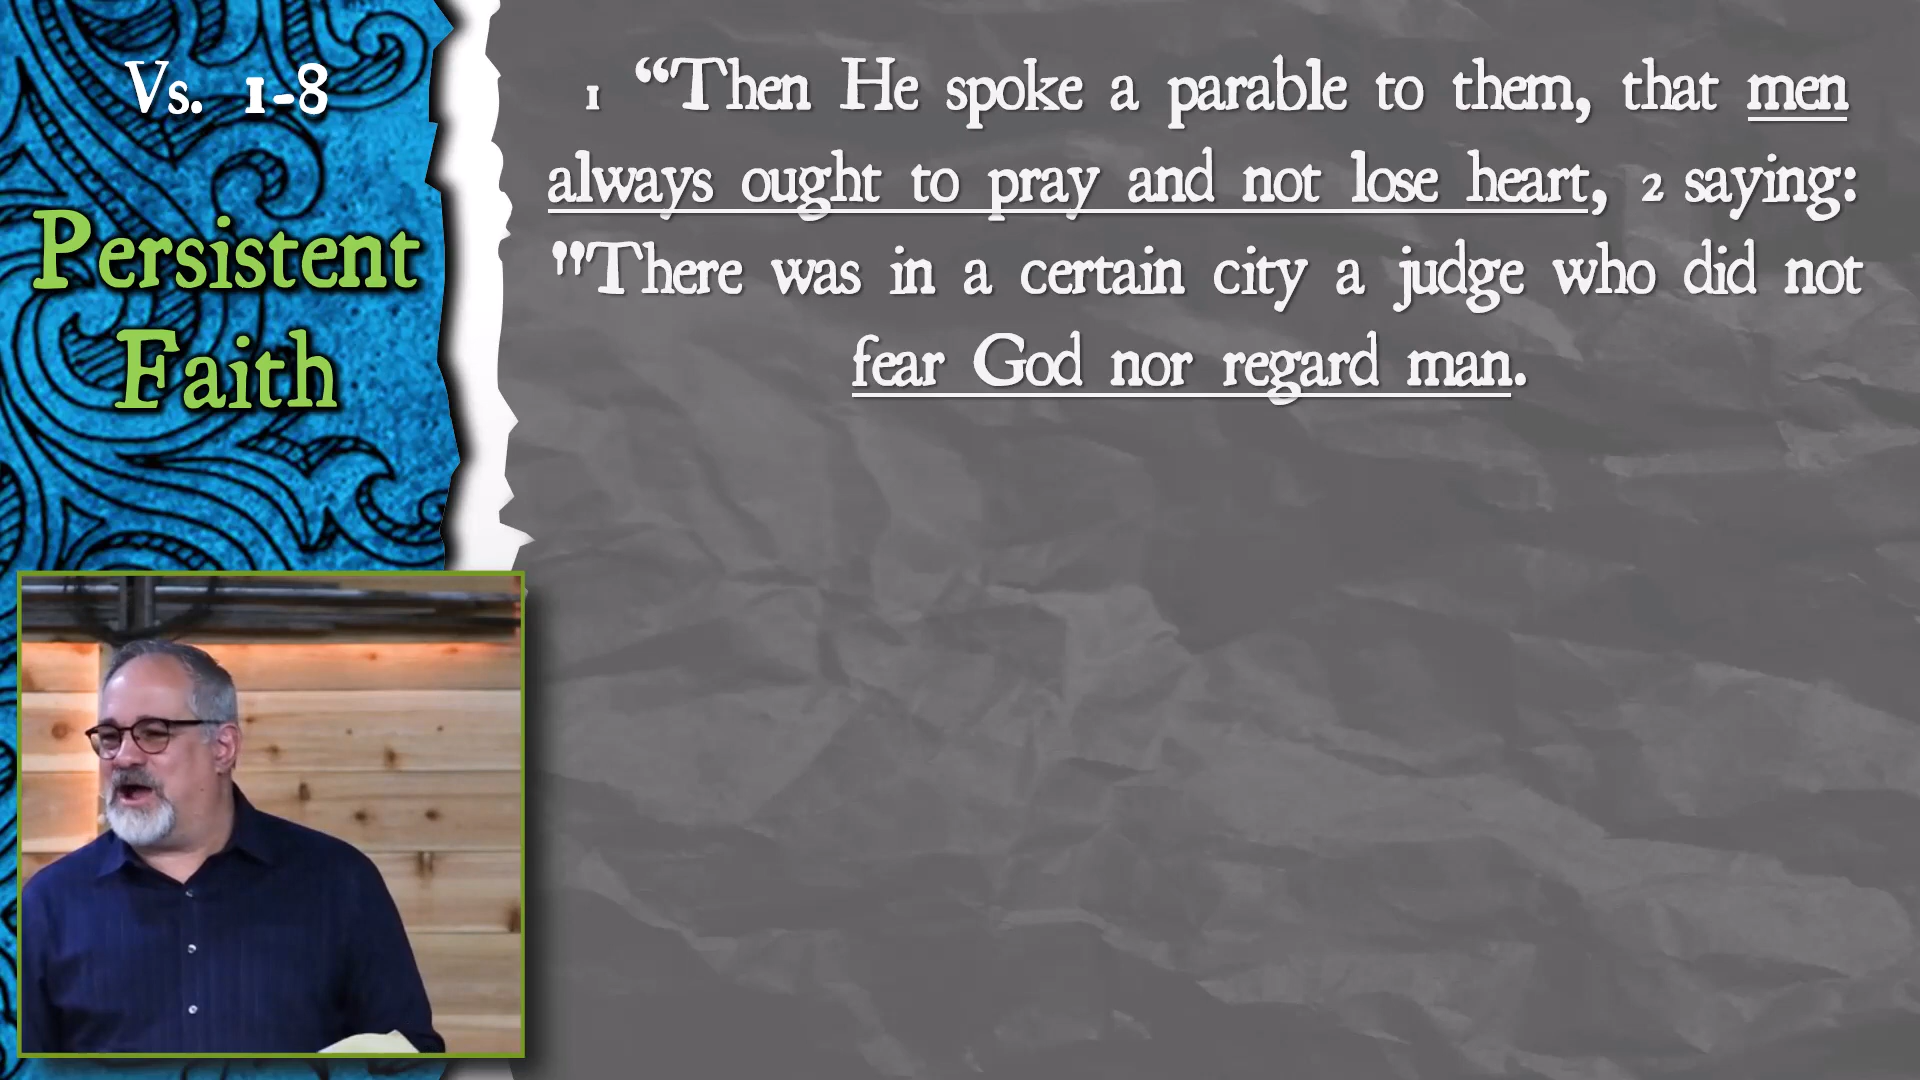 Vs. 1-8
Persistent
Faith
1 “Then He spoke a parable to them, that men
always ought to pray and not lose heart, 2 saying:
"There was in a certain city a judge who did not
fear God nor regard man.